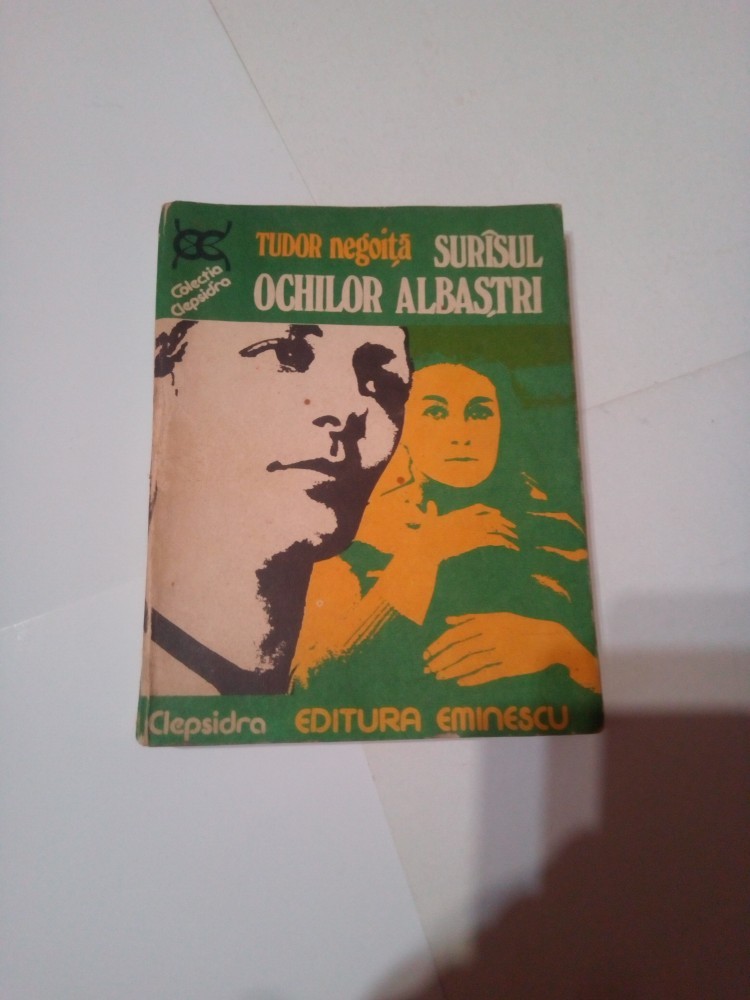 TUDOR negoiță SURÎSUL
OCHILOR ALBAȘTRI
Colecția
Clepsidra
Clepsidra EDITURA EMINESCU